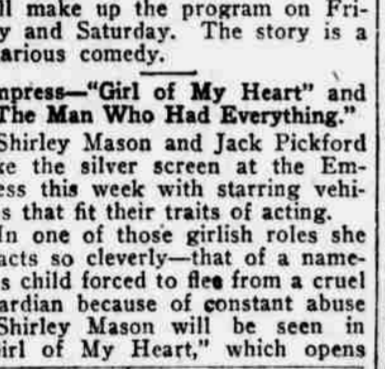 ll make up the program on Fri-
y and Saturday. The story is a
arious comedy.
mpress—"Girl of My Heart" and
The Man Who Had Everything."
Shirley Mason and Jack Pickford
ke the silver screen at the Em-
ess this week with starring vehi-
s that fit their traits of acting.
In one of those girlish roles she
acts so cleverly—that of a name-
s child forced to flee from a cruel
ardian because of constant abuse
Shirley Mason will be seen in
irl of My Heart," which opens